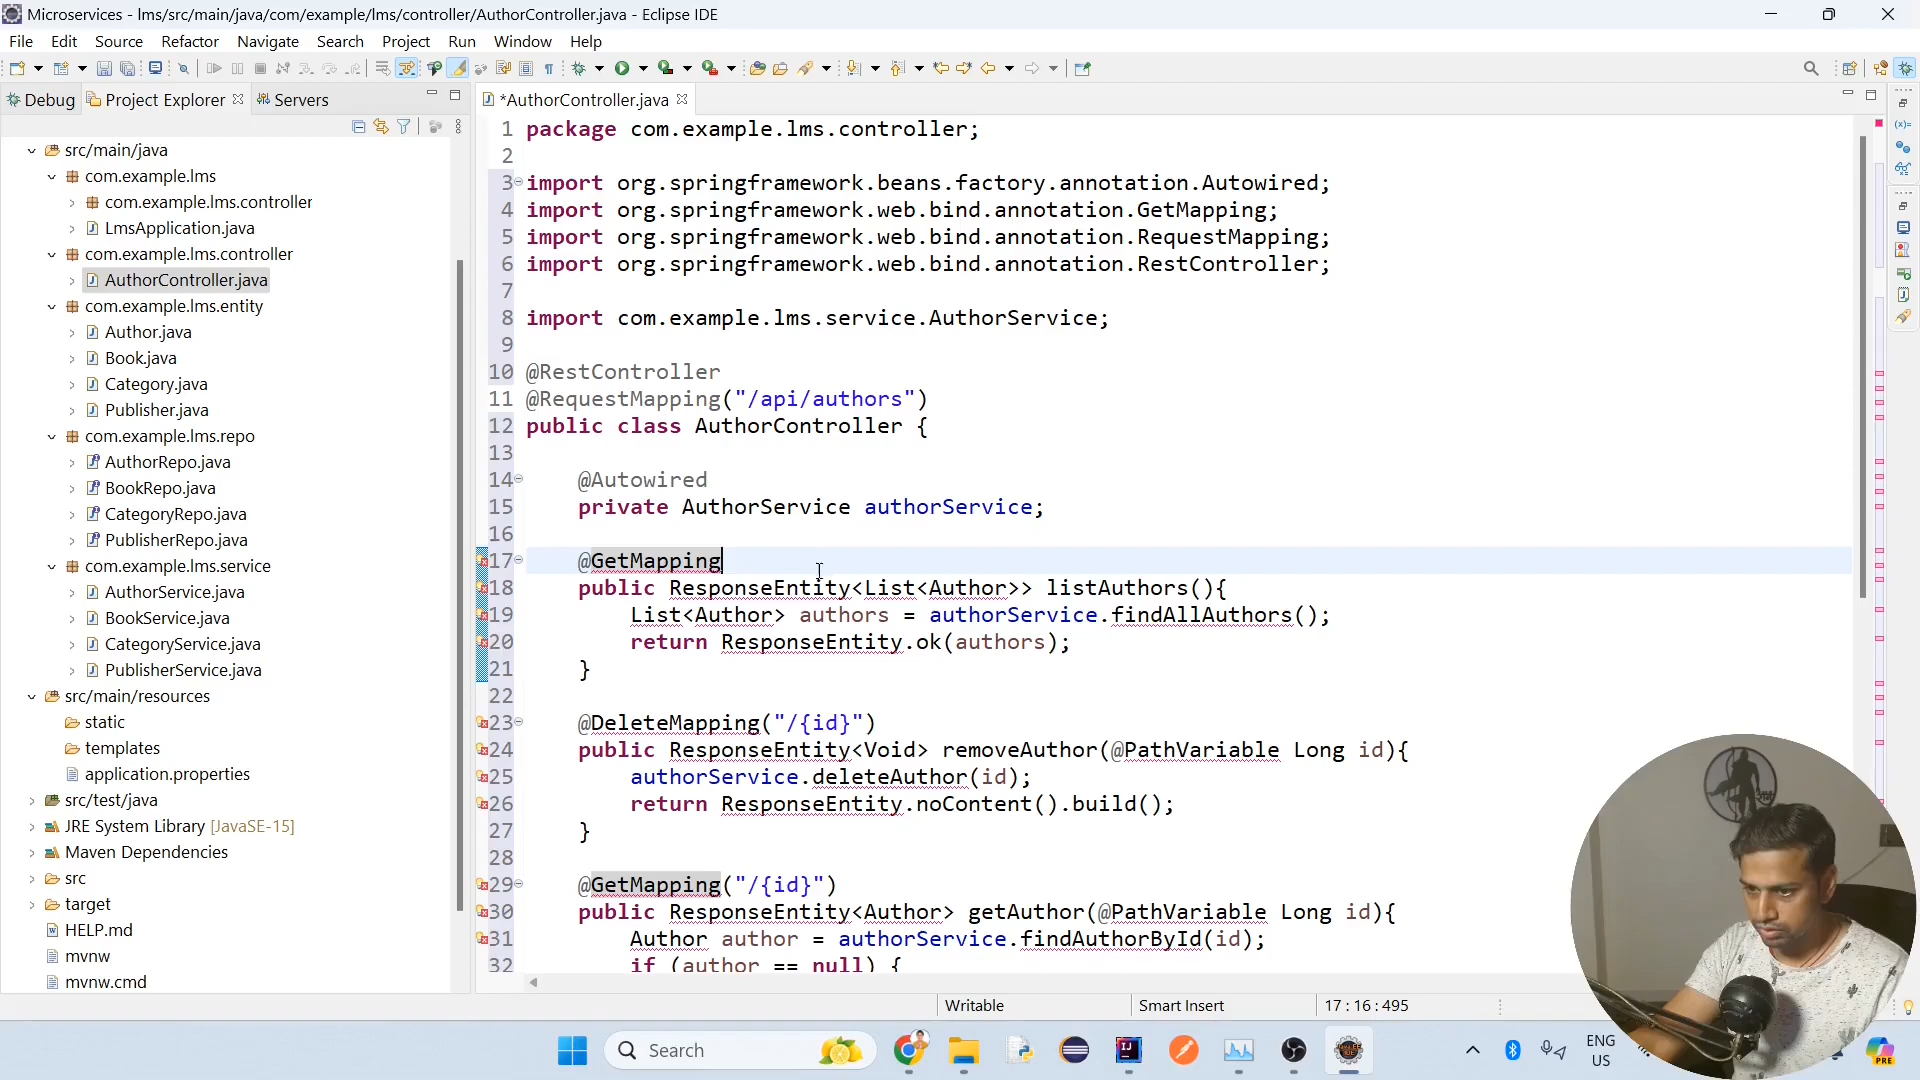 Microservices - lms/src/main/java/com/example/lms/controller/AuthorController.java - Eclipse IDE
File Edit Source Refactor Navigate Search Project Run Window Help
Debug Project Explorer Servers
*AuthorController.java
src/main/java
com.example.lms
com.example.lms.controller
LmsApplication.java
com.example.lms.controller
AuthorController.java
com.example.lms.entity
Author.java
Book.java
Category.java
Publisher.java
com.example.lms.repo
AuthorRepo.java
BookRepo.java
CategoryRepo.java
PublisherRepo.java
com.example.lms.service
AuthorService.java
BookService.java
CategoryService.java
PublisherService.java
src/main/resources
static
templates
application.properties
src/test/java
JRE System Library [JavaSE-15]
Maven Dependencies
src
target
HELP.md
mvnw
mvnw.cmd
1 package com.example.lms.controller;
2
3 import org.springframework.beans.factory.annotation.Autowired;
4 import org.springframework.web.bind.annotation.GetMapping;
5 import org.springframework.web.bind.annotation.RequestMapping;
6 import org.springframework.web.bind.annotation.RestController;
7
8 import com.example.lms.service.AuthorService;
9
10 @RestController
11 @RequestMapping("/api/authors")
12 public class AuthorController {
13
14 @Autowired
15 private AuthorService authorService;
16
17 @GetMapping
18 public ResponseEntity<List<Author>> listAuthors(){
19 List<Author> authors = authorService.findAllAuthors();
20 return ResponseEntity.ok(authors);
21 }
22
23 @DeleteMapping("/{id}")
24 public ResponseEntity<Void> removeAuthor(@PathVariable Long id){
25 authorService.deleteAuthor(id);
26 return ResponseEntity.noContent().build();
27 }
28
29 @GetMapping("/{id}")
30 public ResponseEntity<Author> getAuthor(@PathVariable Long id){
31 Author author = authorService.findAuthorById(id);
32 if (author == null) {
Writable Smart Insert 17 : 16 : 495
Search
ENG
US
PRE